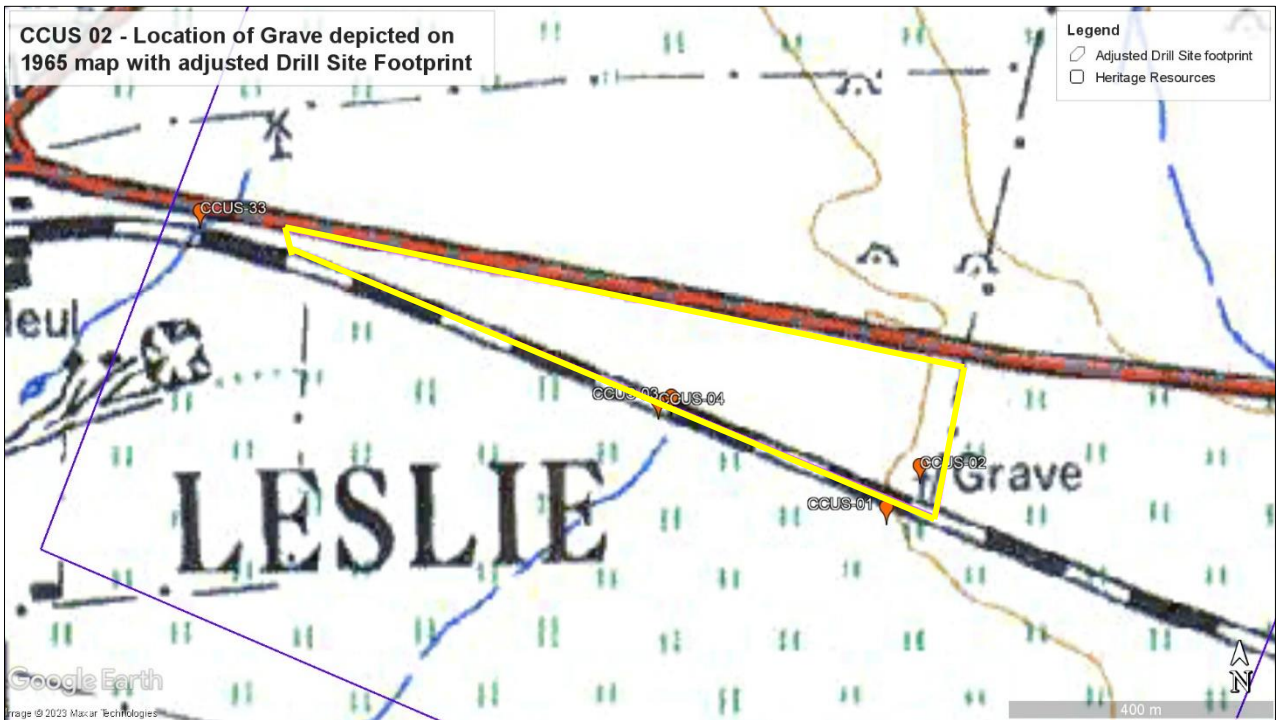 CCUS 02 - Location of Grave depicted on
1965 map with adjusted Drill Site Footprint
Legend
Adjusted Drill Site footprint
Heritage Resources
CCUS-33
leul
CCUS-03
CCUS-04
CCUS-02
Grave
CCUS-01
LESLIE
N
Google Earth
mage © 2023 Maxar Technologies
400 m